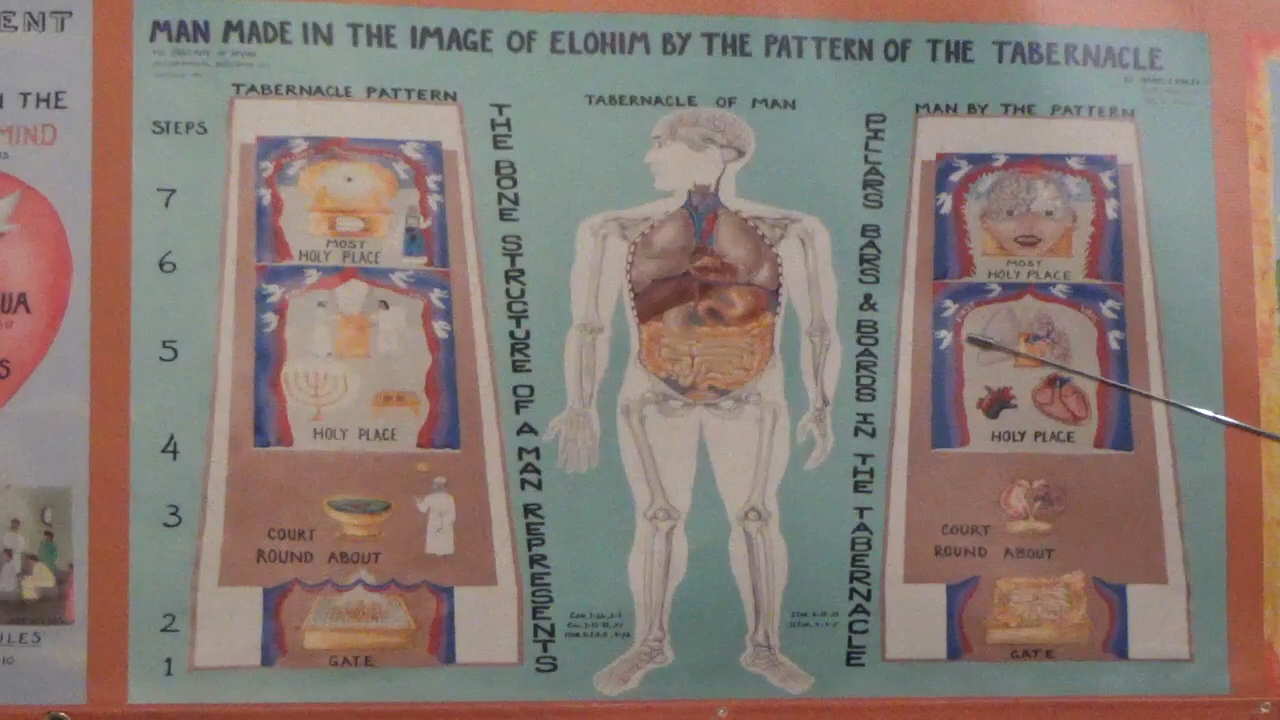 ENT
THE
MIND
UA
S
ILES
10
MAN MADE IN THE IMAGE OF ELOHIM BY THE PATTERN OF THE TABERNACLE
TABERNACLE PATTERN
STEPS
7
6
5
4
3
2
1
MOST
HOLY PLACE
HOLY PLACE
COURT
ROUND ABOUT
GATE
THE BONE STRUCTURE OF A MAN REPRESENTS
TABERNACLE OF MAN
PILLARS BARS & BOARDS IN THE TABERNACLE
MAN BY THE PATTERN
MOST
HOLY PLACE
HOLY PLACE
COURT
ROUND ABOUT
GATE